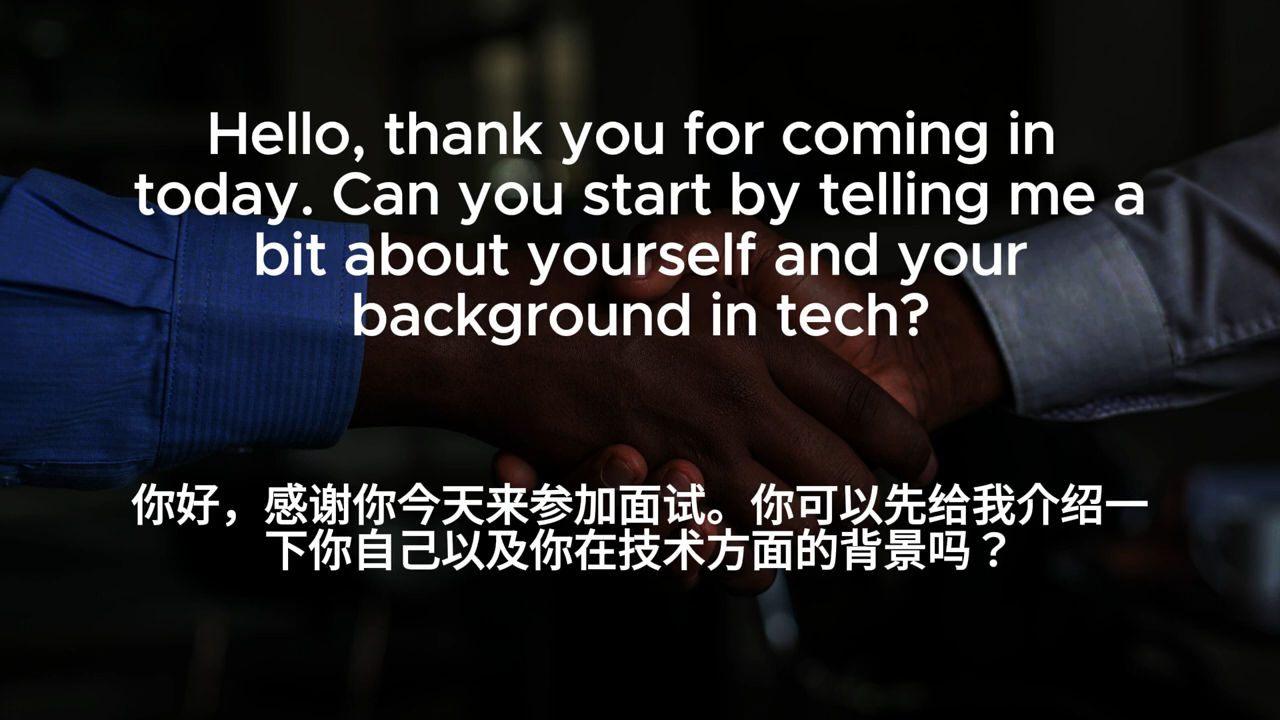 Hello, thank you for coming in
today. Can you start by telling me a
bit about yourself and your
background in tech?
你好，感谢你今天来参加面试。你可以先给我介绍一
下你自己以及你在技术方面的背景吗？